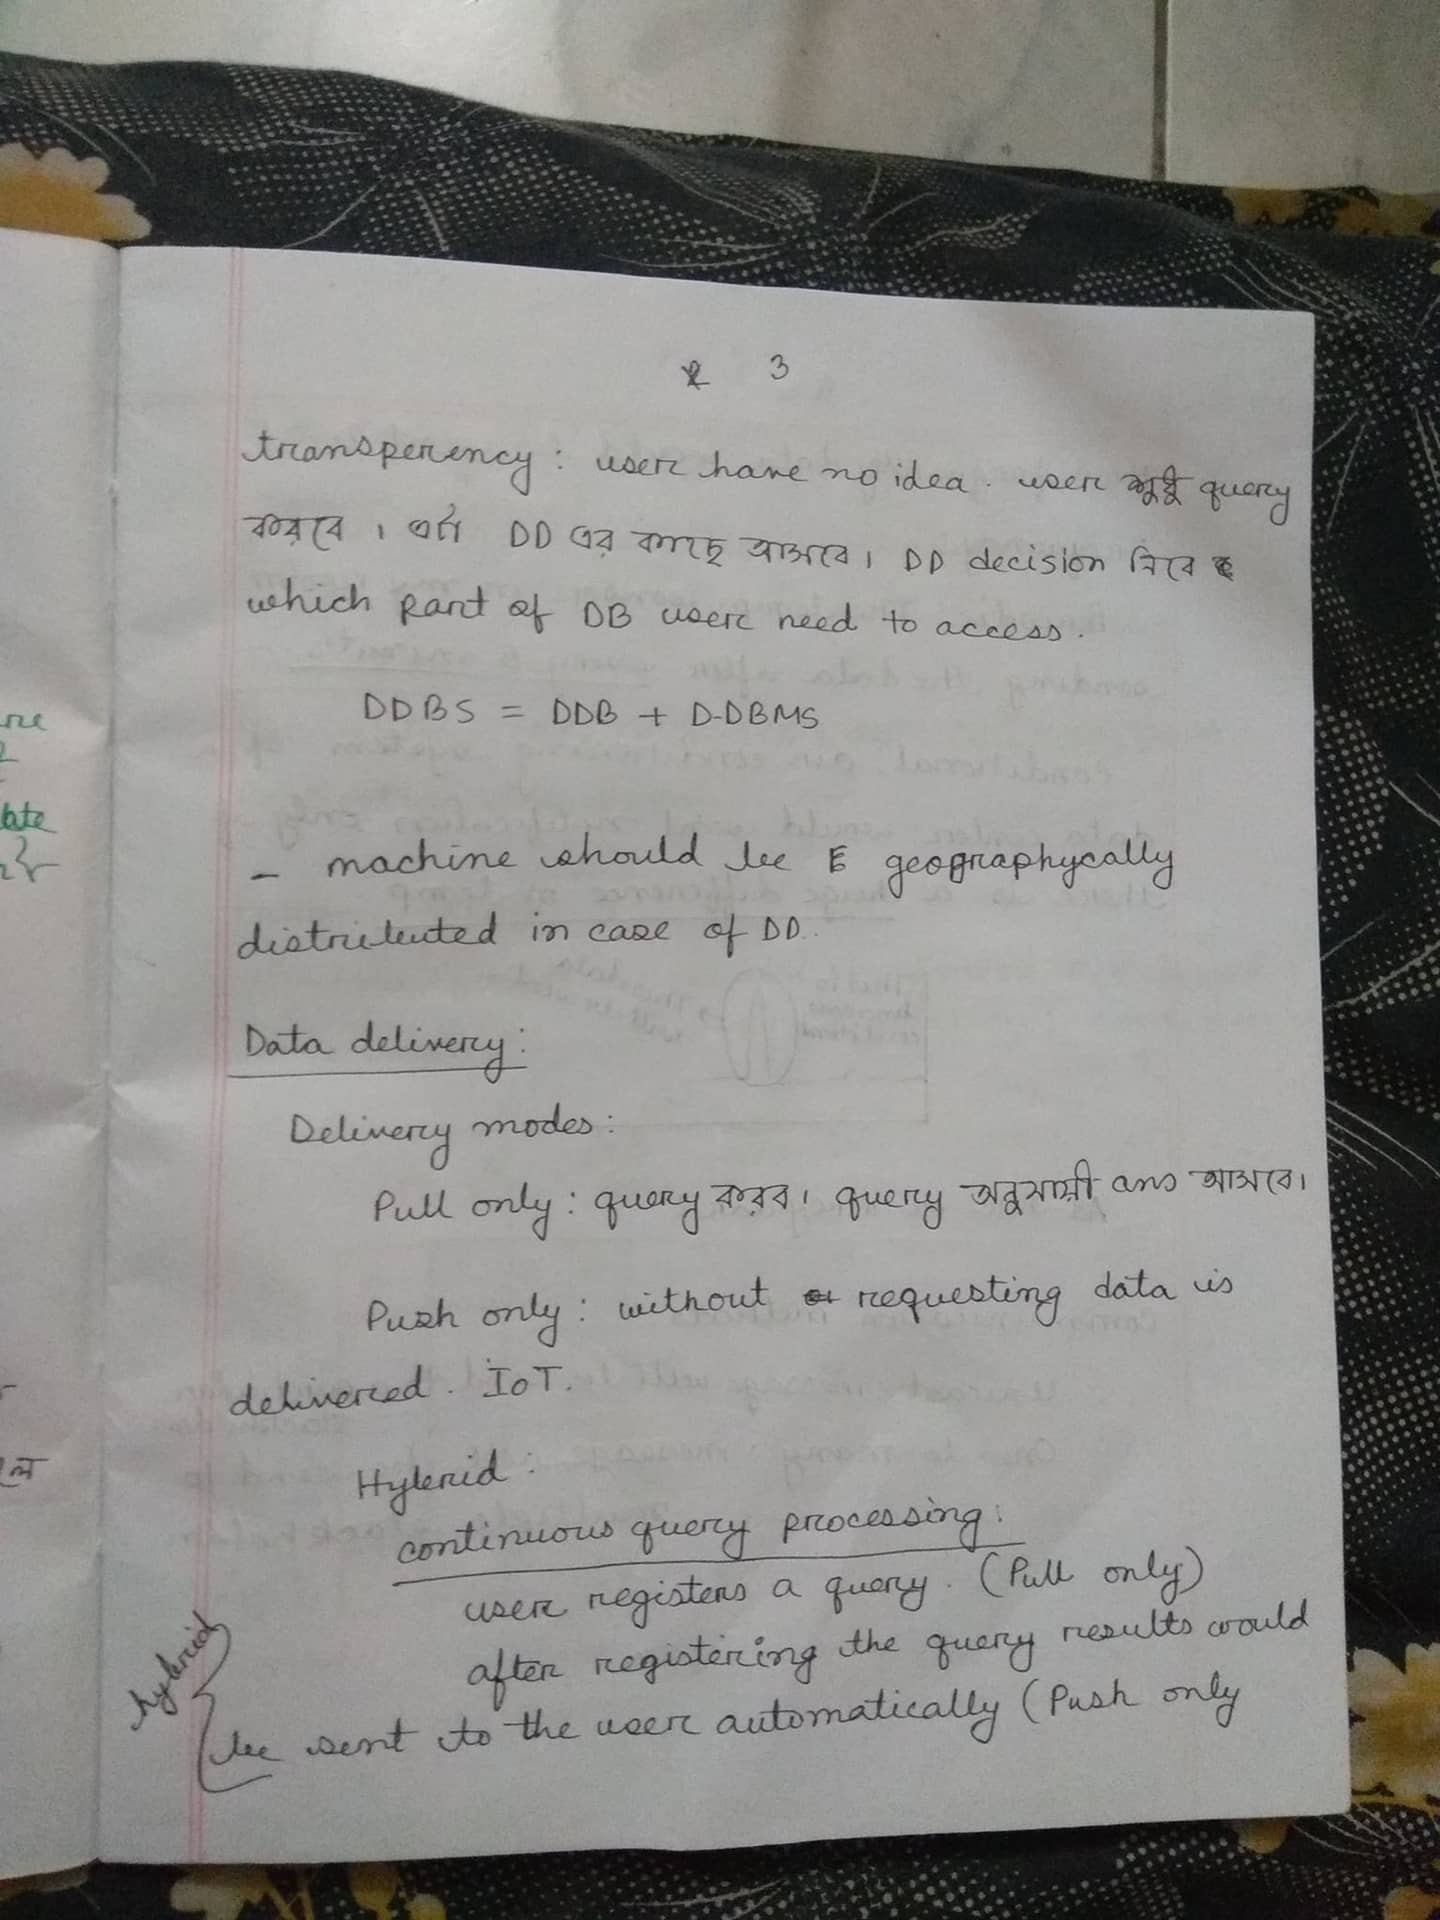 3
transperency : user have no idea. user শুধু query
করবে । এটা DD এর কাছে আসবে। DD decision নিবে
which part of DB user need to access.
DDBS = DDB + D-DBMS
- machine should be geographycally
distributed in case of DD.
Data delivery:
Delivery modes:
Pull only : query করব। query অনুযায়ী ans আসবে।
Push only : without requesting data is
delivered. IoT.
Hybrid :
continuous query processing:
user registers a query. (Pull only)
after registering the query results would
hybrid
be sent to the user automatically (Push only
late